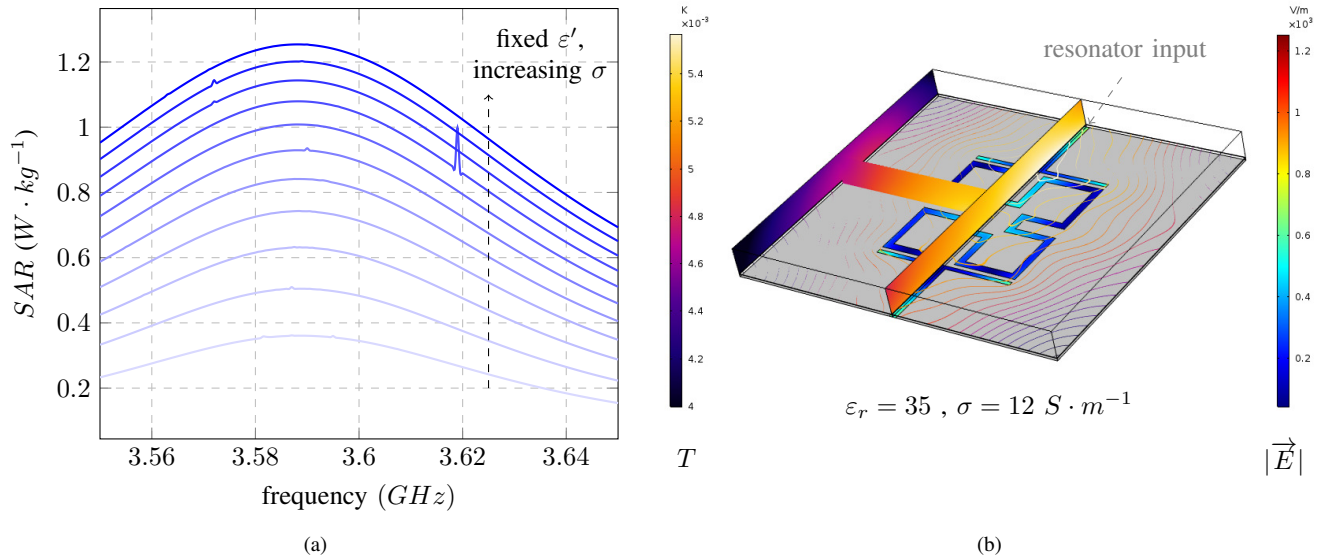 1.2
1
0.8
0.6
0.4
0.2
SAR (W · kg⁻¹)
fixed ε′,
increasing σ
3.56 3.58 3.6 3.62 3.64
frequency (GHz)
(a)
K
×10⁻³
5.4
5.2
5
4.8
4.6
4.4
4.2
4
T
resonator input
εᵣ = 35 , σ = 12 S · m⁻¹
V/m
×10³
1.2
1
0.8
0.6
0.4
0.2
|E⃗|
(b)